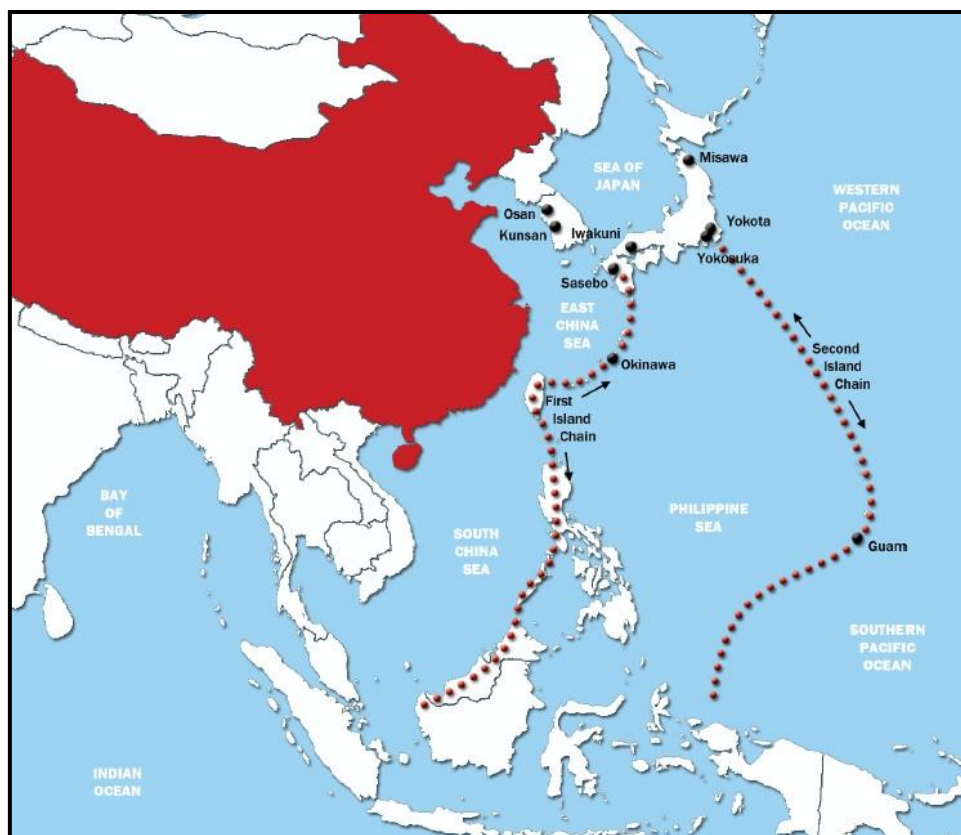 Misawa
SEA OF
JAPAN
WESTERN
PACIFIC
OCEAN
Osan
Kunsan
Iwakuni
Yokota
Yokosuka
Sasebo
EAST
CHINA
SEA
Okinawa
Second
Island
Chain
First
Island
Chain
BAY
OF
BENGAL
PHILIPPINE
SEA
SOUTH
CHINA
SEA
Guam
SOUTHERN
PACIFIC
OCEAN
INDIAN
OCEAN